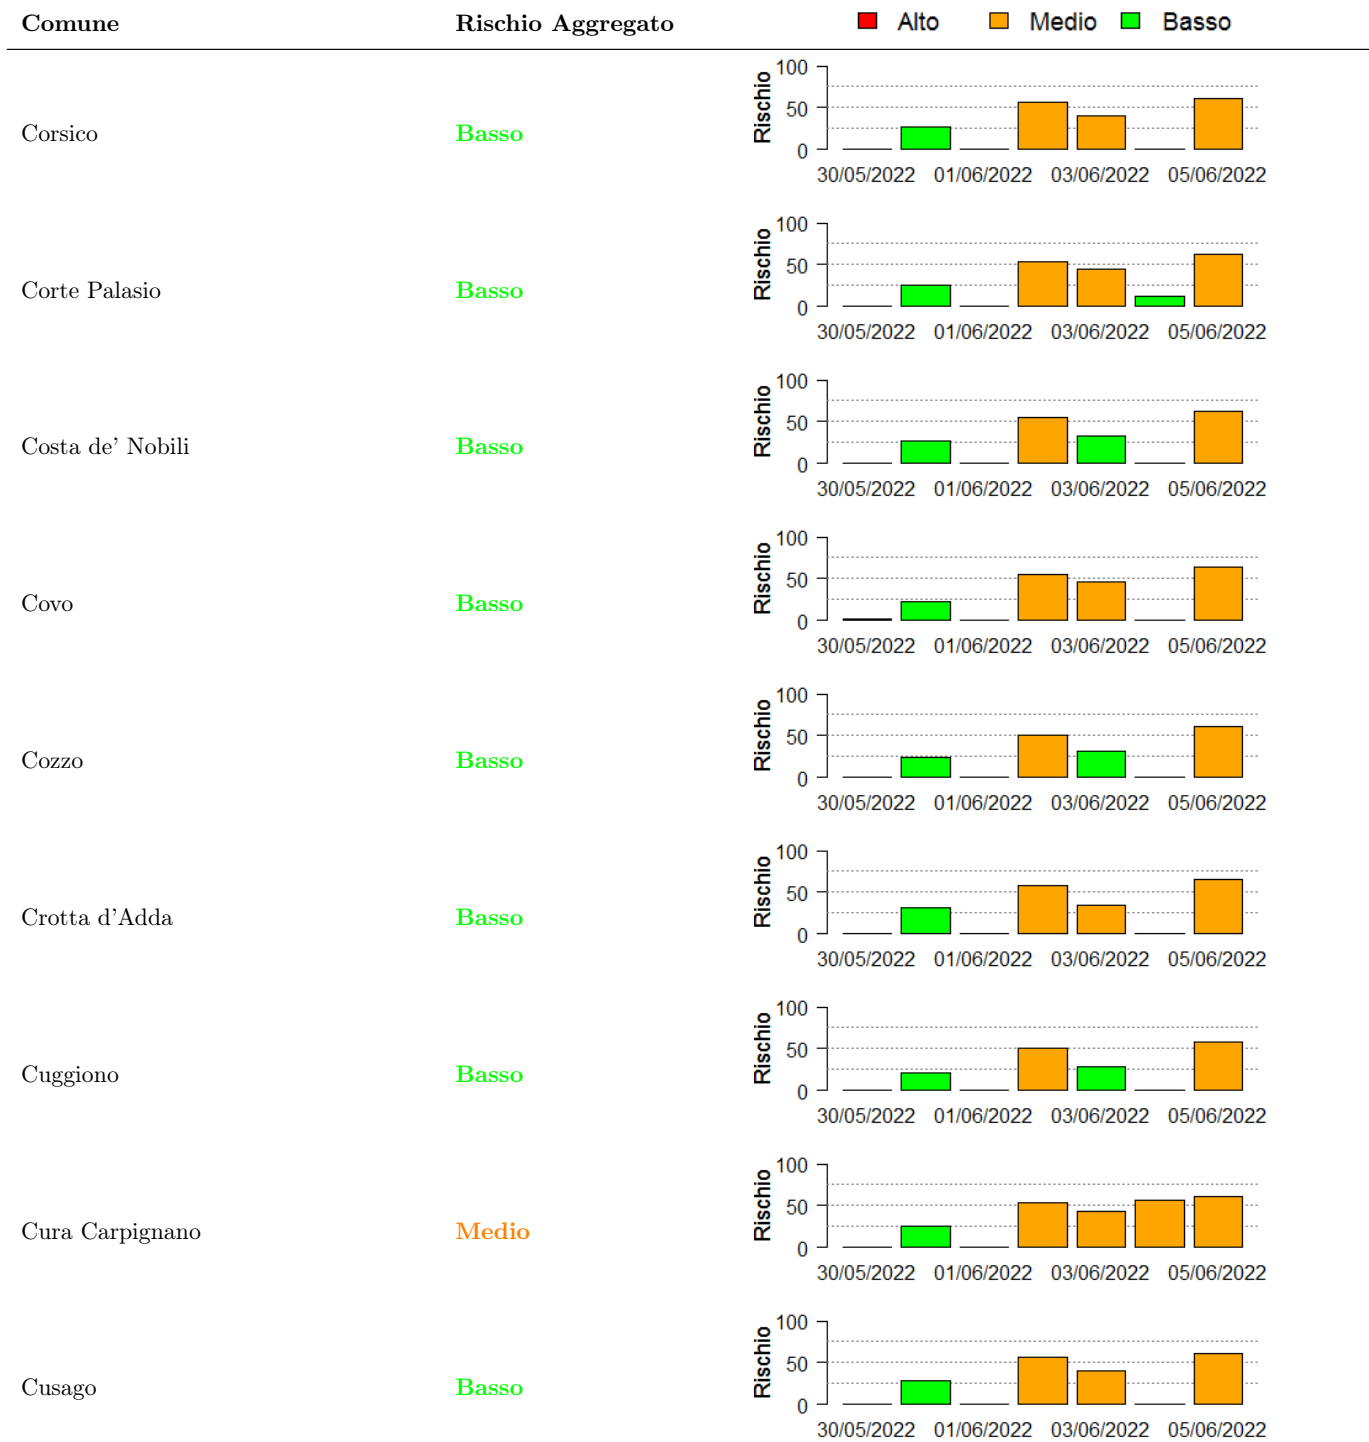 Comune Rischio Aggregato Alto Medio Basso
100
50
0
Rischio
Corsico Basso
30/05/2022 01/06/2022 03/06/2022 05/06/2022
100
50
0
Rischio
Corte Palasio Basso
30/05/2022 01/06/2022 03/06/2022 05/06/2022
100
50
0
Rischio
Costa de' Nobili Basso
30/05/2022 01/06/2022 03/06/2022 05/06/2022
100
50
0
Rischio
Covo Basso
30/05/2022 01/06/2022 03/06/2022 05/06/2022
100
50
0
Rischio
Cozzo Basso
30/05/2022 01/06/2022 03/06/2022 05/06/2022
100
50
0
Rischio
Crotta d'Adda Basso
30/05/2022 01/06/2022 03/06/2022 05/06/2022
100
50
0
Rischio
Cuggiono Basso
30/05/2022 01/06/2022 03/06/2022 05/06/2022
100
50
0
Rischio
Cura Carpignano Medio
30/05/2022 01/06/2022 03/06/2022 05/06/2022
100
50
0
Rischio
Cusago Basso
30/05/2022 01/06/2022 03/06/2022 05/06/2022